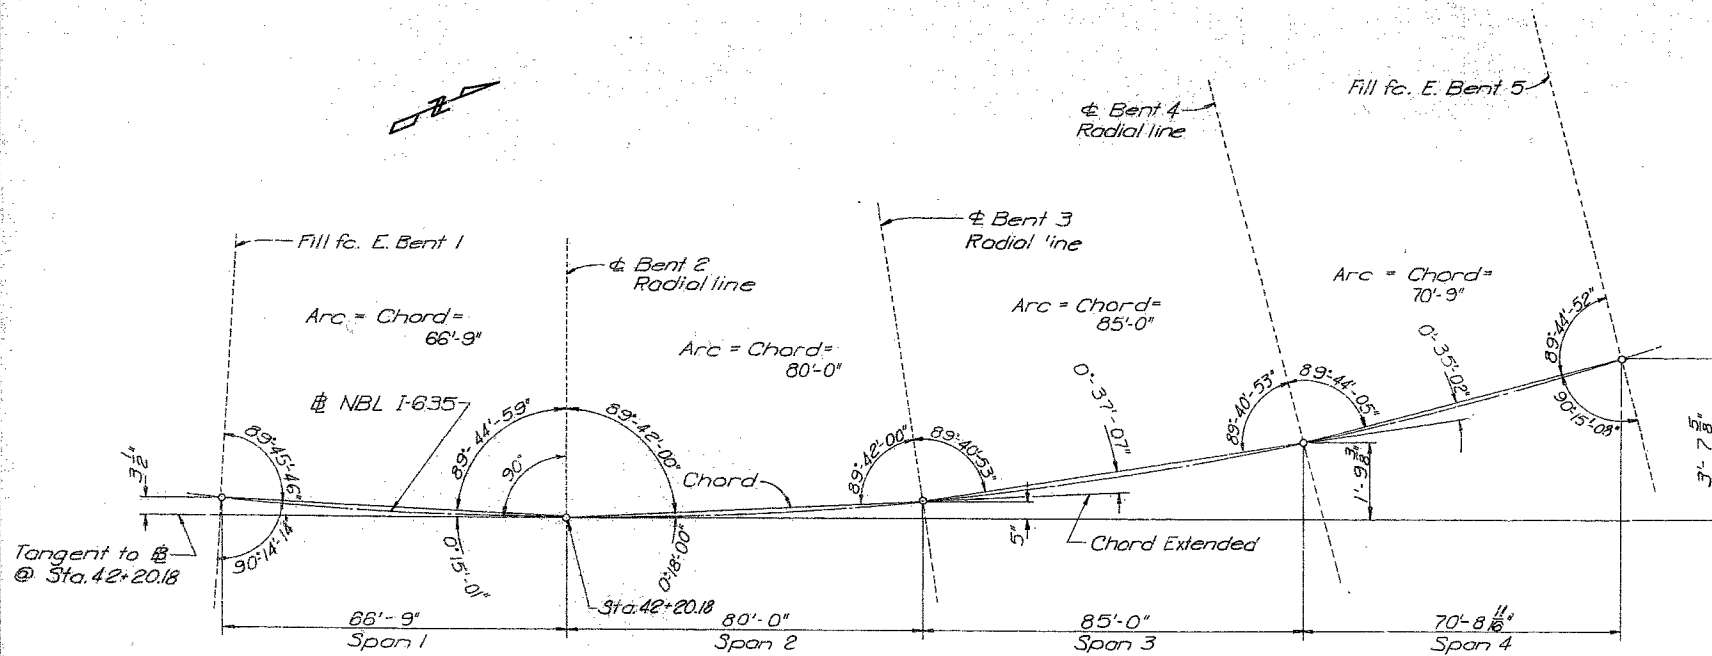 Fill fc. E. Bent 1
℄ Bent 2
Radial line
℄ Bent 3
Radial line
℄ Bent 4
Radial line
Fill fc. E. Bent 5
Arc = Chord =
66'-9"
Arc = Chord =
80'-0"
Arc = Chord =
85'-0"
Arc = Chord =
70'-9"
NBL I-635
89°-45'-46"
90°-14'-14"
89°-44'-59"
90°
89°-42'-00"
0°-15'-01"
0°-18'-00"
89°-42'-00"
89°-40'-53"
0°-37'-07"
89°-40'-53"
89°-44'-05"
0°-35'-02"
89°-44'-52"
90°-15'-08"
3 1/2"
5"
1'-9 3/8"
3'-7 5/8"
Chord
Chord Extended
Tangent to
@ Sta. 42+20.18
Sta. 42+20.18
66'-9"
Span 1
80'-0"
Span 2
85'-0"
Span 3
70'-8 11/16"
Span 4